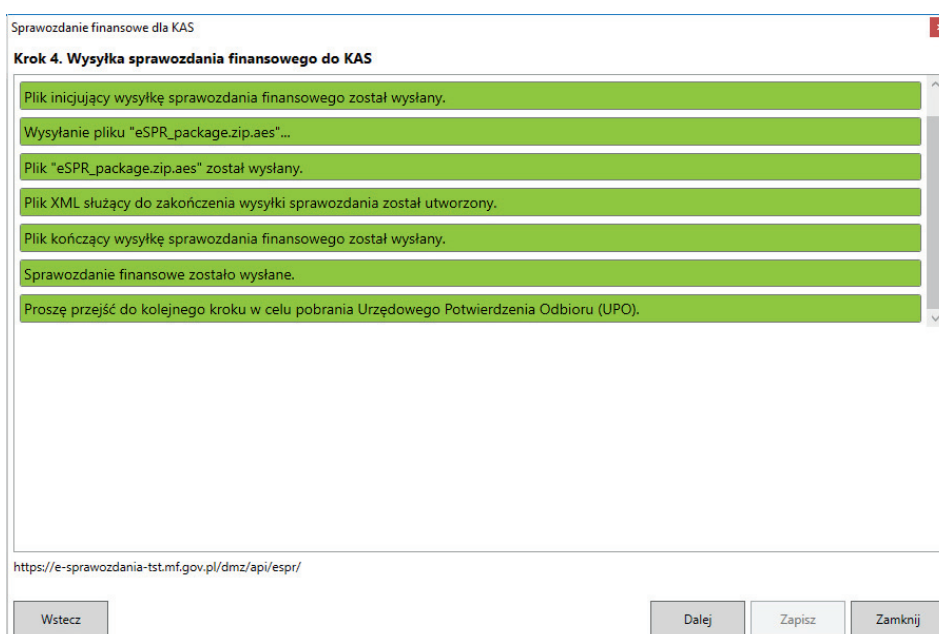 Sprawozdanie finansowe dla KAS
Krok 4. Wysyłka sprawozdania finansowego do KAS
Plik inicjujący wysyłkę sprawozdania finansowego został wysłany.
Wysyłanie pliku "eSPR_package.zip.aes"...
Plik "eSPR_package.zip.aes" został wysłany.
Plik XML służący do zakończenia wysyłki sprawozdania został utworzony.
Plik kończący wysyłkę sprawozdania finansowego został wysłany.
Sprawozdanie finansowe zostało wysłane.
Proszę przejść do kolejnego kroku w celu pobrania Urzędowego Potwierdzenia Odbioru (UPO).
https://e-sprawozdania-tst.mf.gov.pl/dmz/api/espr/
Wstecz Dalej Zapisz Zamknij